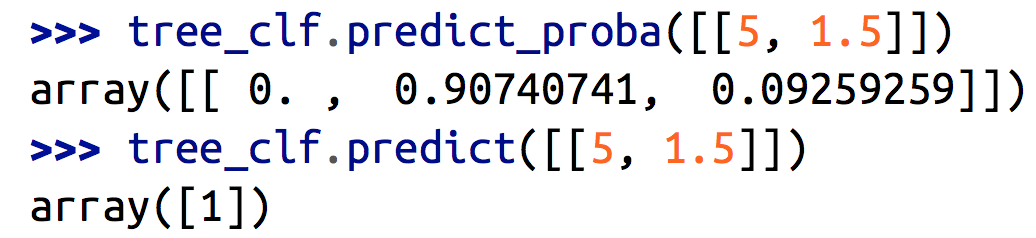 >>> tree_clf.predict_proba([[5, 1.5]])
array([[ 0. ,  0.90740741,  0.09259259]])
>>> tree_clf.predict([[5, 1.5]])
array([1])